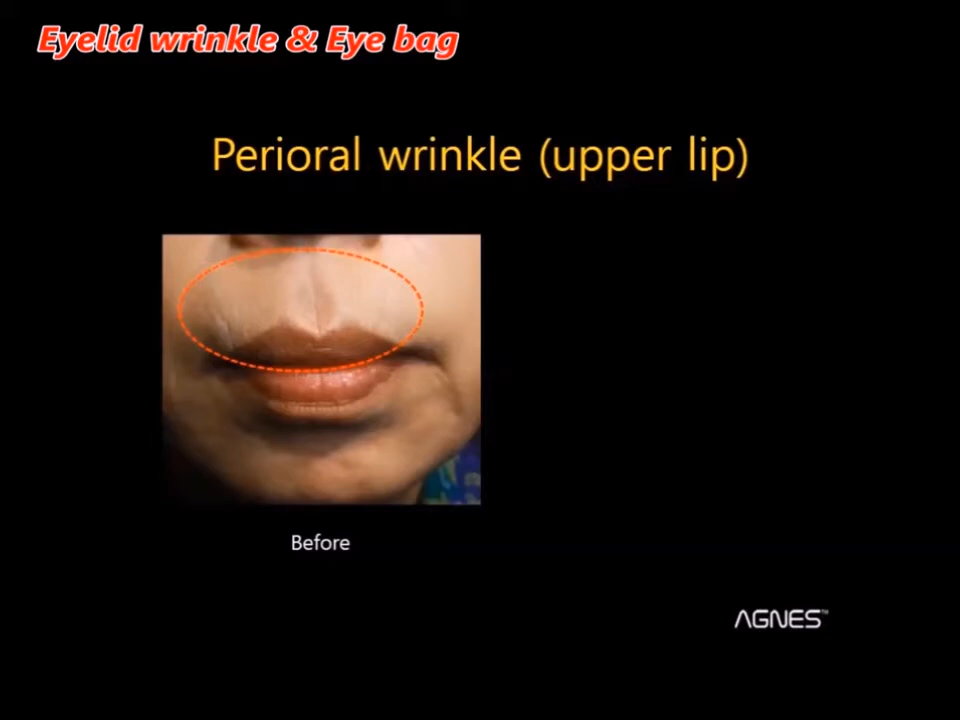 Eyelid wrinkle & Eye bag
Perioral wrinkle (upper lip)
Before
AGNES™